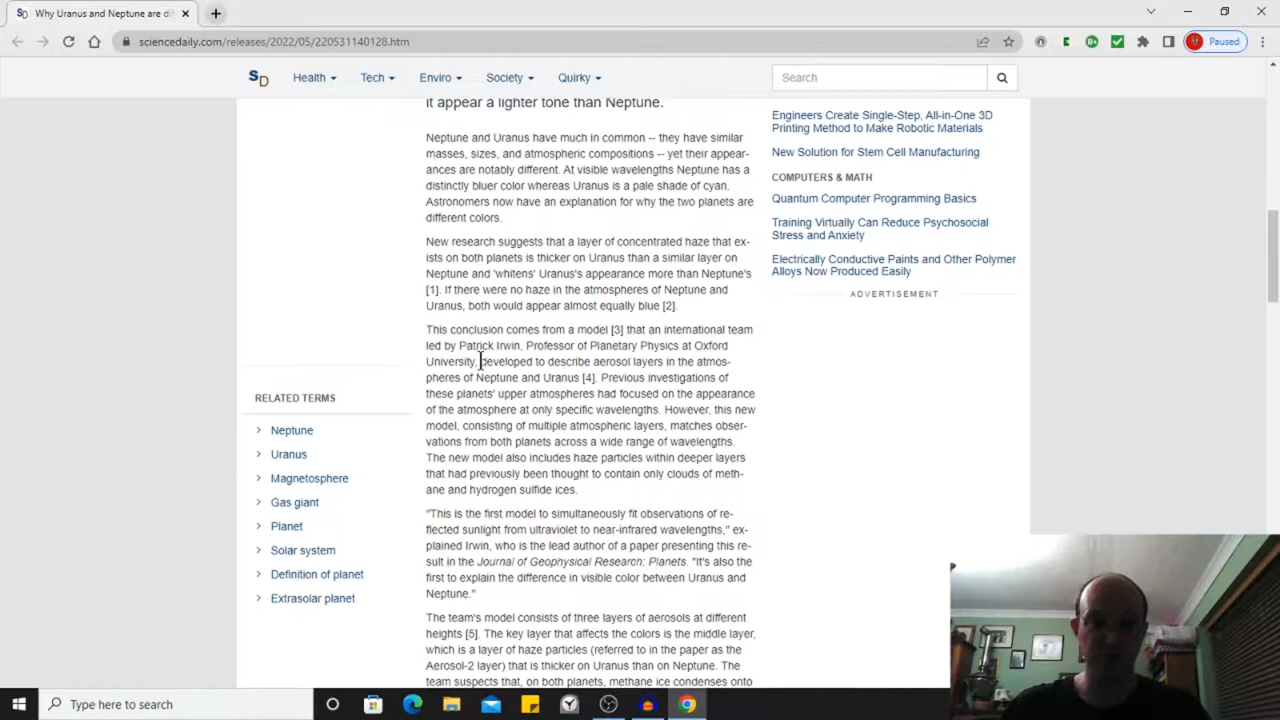 Why Uranus and Neptune are di
sciencedaily.com/releases/2022/05/220531140128.htm
Paused
SD
Health
Tech
Enviro
Society
Quirky
Search
it appear a lighter tone than Neptune.
Neptune and Uranus have much in common -- they have similar
masses, sizes, and atmospheric compositions -- yet their appear-
ances are notably different. At visible wavelengths Neptune has a
distinctly bluer color whereas Uranus is a pale shade of cyan.
Astronomers now have an explanation for why the two planets are
different colors.
New research suggests that a layer of concentrated haze that ex-
ists on both planets is thicker on Uranus than a similar layer on
Neptune and 'whitens' Uranus's appearance more than Neptune's
[1]. If there were no haze in the atmospheres of Neptune and
Uranus, both would appear almost equally blue [2].
This conclusion comes from a model [3] that an international team
led by Patrick Irwin, Professor of Planetary Physics at Oxford
University, developed to describe aerosol layers in the atmos-
pheres of Neptune and Uranus [4]. Previous investigations of
these planets' upper atmospheres had focused on the appearance
of the atmosphere at only specific wavelengths. However, this new
model, consisting of multiple atmospheric layers, matches obser-
vations from both planets across a wide range of wavelengths.
The new model also includes haze particles within deeper layers
that had previously been thought to contain only clouds of meth-
ane and hydrogen sulfide ices.
"This is the first model to simultaneously fit observations of re-
flected sunlight from ultraviolet to near-infrared wavelengths," ex-
plained Irwin, who is the lead author of a paper presenting this re-
sult in the Journal of Geophysical Research: Planets. "It's also the
first to explain the difference in visible color between Uranus and
Neptune."
The team's model consists of three layers of aerosols at different
heights [5]. The key layer that affects the colors is the middle layer,
which is a layer of haze particles (referred to in the paper as the
Aerosol-2 layer) that is thicker on Uranus than on Neptune. The
team suspects that, on both planets, methane ice condenses onto
RELATED TERMS
Neptune
Uranus
Magnetosphere
Gas giant
Planet
Solar system
Definition of planet
Extrasolar planet
Engineers Create Single-Step, All-in-One 3D
Printing Method to Make Robotic Materials
New Solution for Stem Cell Manufacturing
COMPUTERS & MATH
Quantum Computer Programming Basics
Training Virtually Can Reduce Psychosocial
Stress and Anxiety
Electrically Conductive Paints and Other Polymer
Alloys Now Produced Easily
ADVERTISEMENT
Type here to search